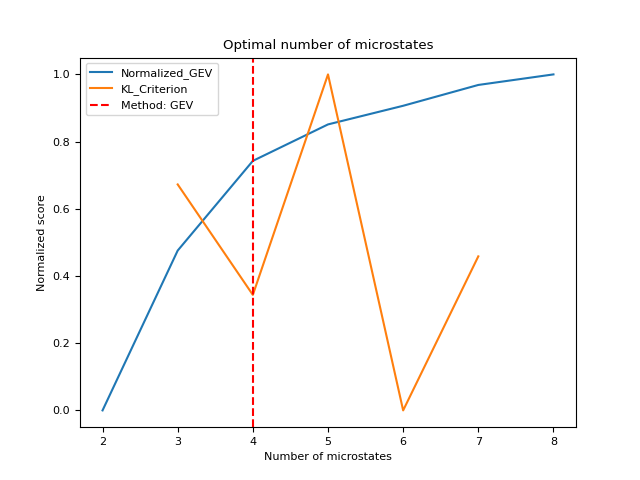 Optimal number of microstates
Normalized_GEV
KL_Criterion
Method: GEV
1.0
0.8
0.6
0.4
0.2
0.0
Normalized score
2 3 4 5 6 7 8
Number of microstates